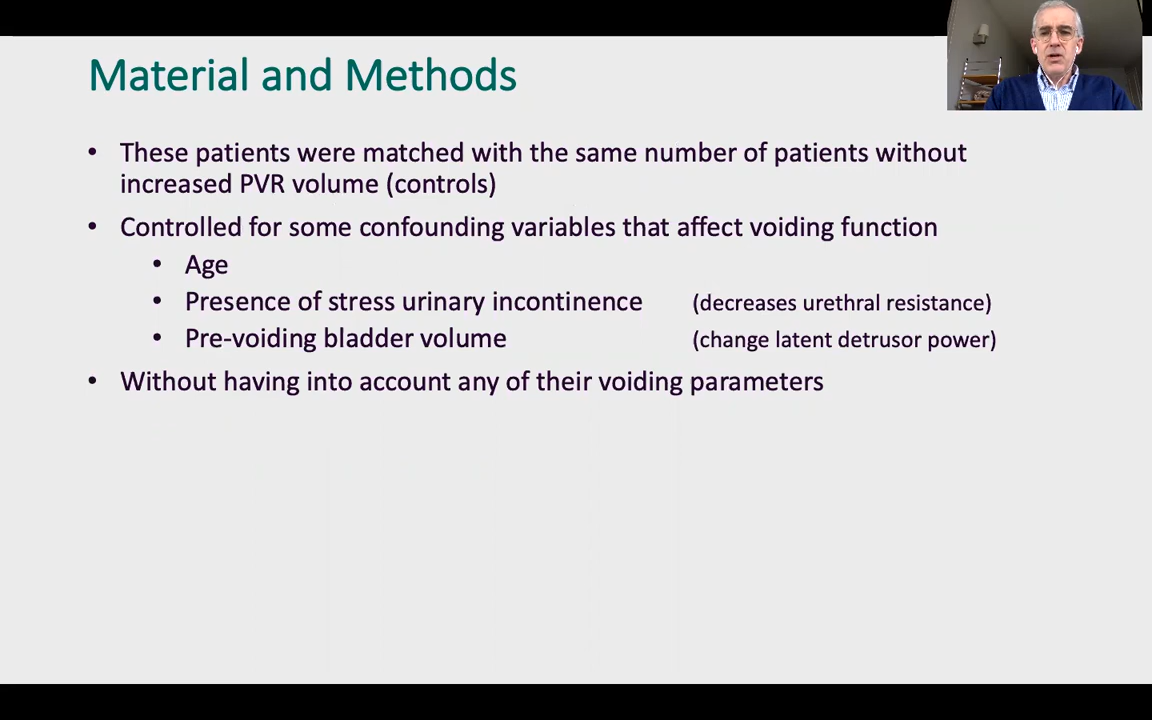 Material and Methods
• These patients were matched with the same number of patients without
increased PVR volume (controls)
• Controlled for some confounding variables that affect voiding function
• Age
• Presence of stress urinary incontinence (decreases urethral resistance)
• Pre-voiding bladder volume (change latent detrusor power)
• Without having into account any of their voiding parameters